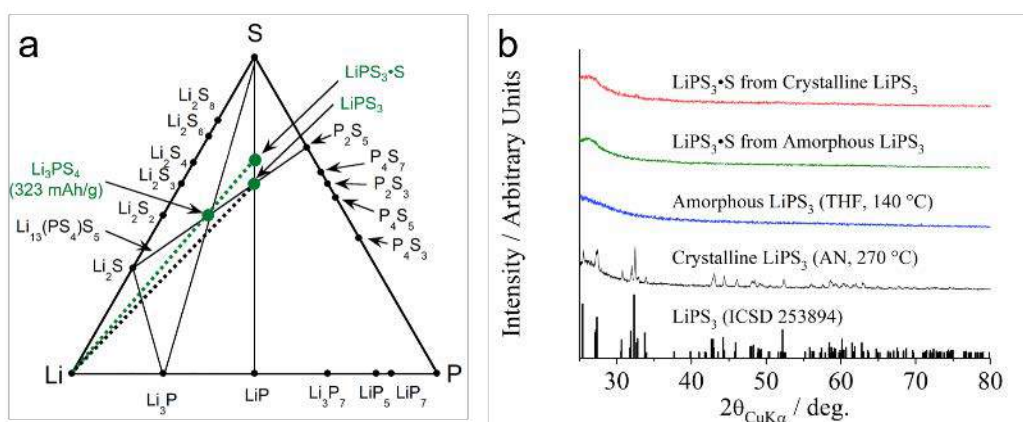 a
S
LiPS₃•S
LiPS₃
Li₂S₈
Li₂S₆
Li₂S₄
Li₂S₃
Li₂S₂
Li₃PS₄
(323 mAh/g)
Li₁₃(PS₄)S₅
Li₂S
P₂S₅
P₄S₇
P₂S₃
P₄S₅
P₄S₃
Li
P
Li₃P
LiP
Li₃P₇
LiP₅
LiP₇
b
Intensity / Arbitrary Units
LiPS₃•S from Crystalline LiPS₃
LiPS₃•S from Amorphous LiPS₃
Amorphous LiPS₃ (THF, 140 °C)
Crystalline LiPS₃ (AN, 270 °C)
LiPS₃ (ICSD 253894)
30 40 50 60 70 80
2θCuKα / deg.